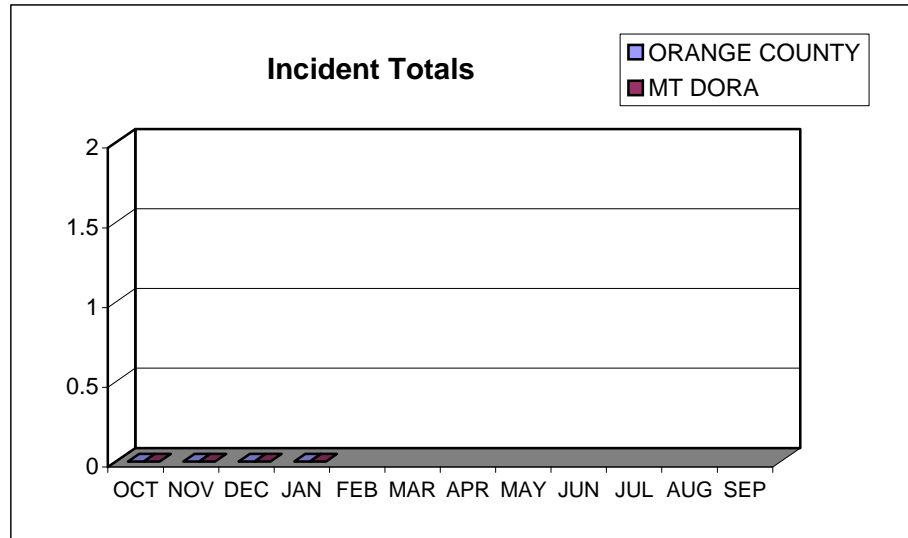 Incident Totals
ORANGE COUNTY
MT DORA
2
1.5
1
0.5
0
OCT NOV DEC JAN FEB MAR APR MAY JUN JUL AUG SEP